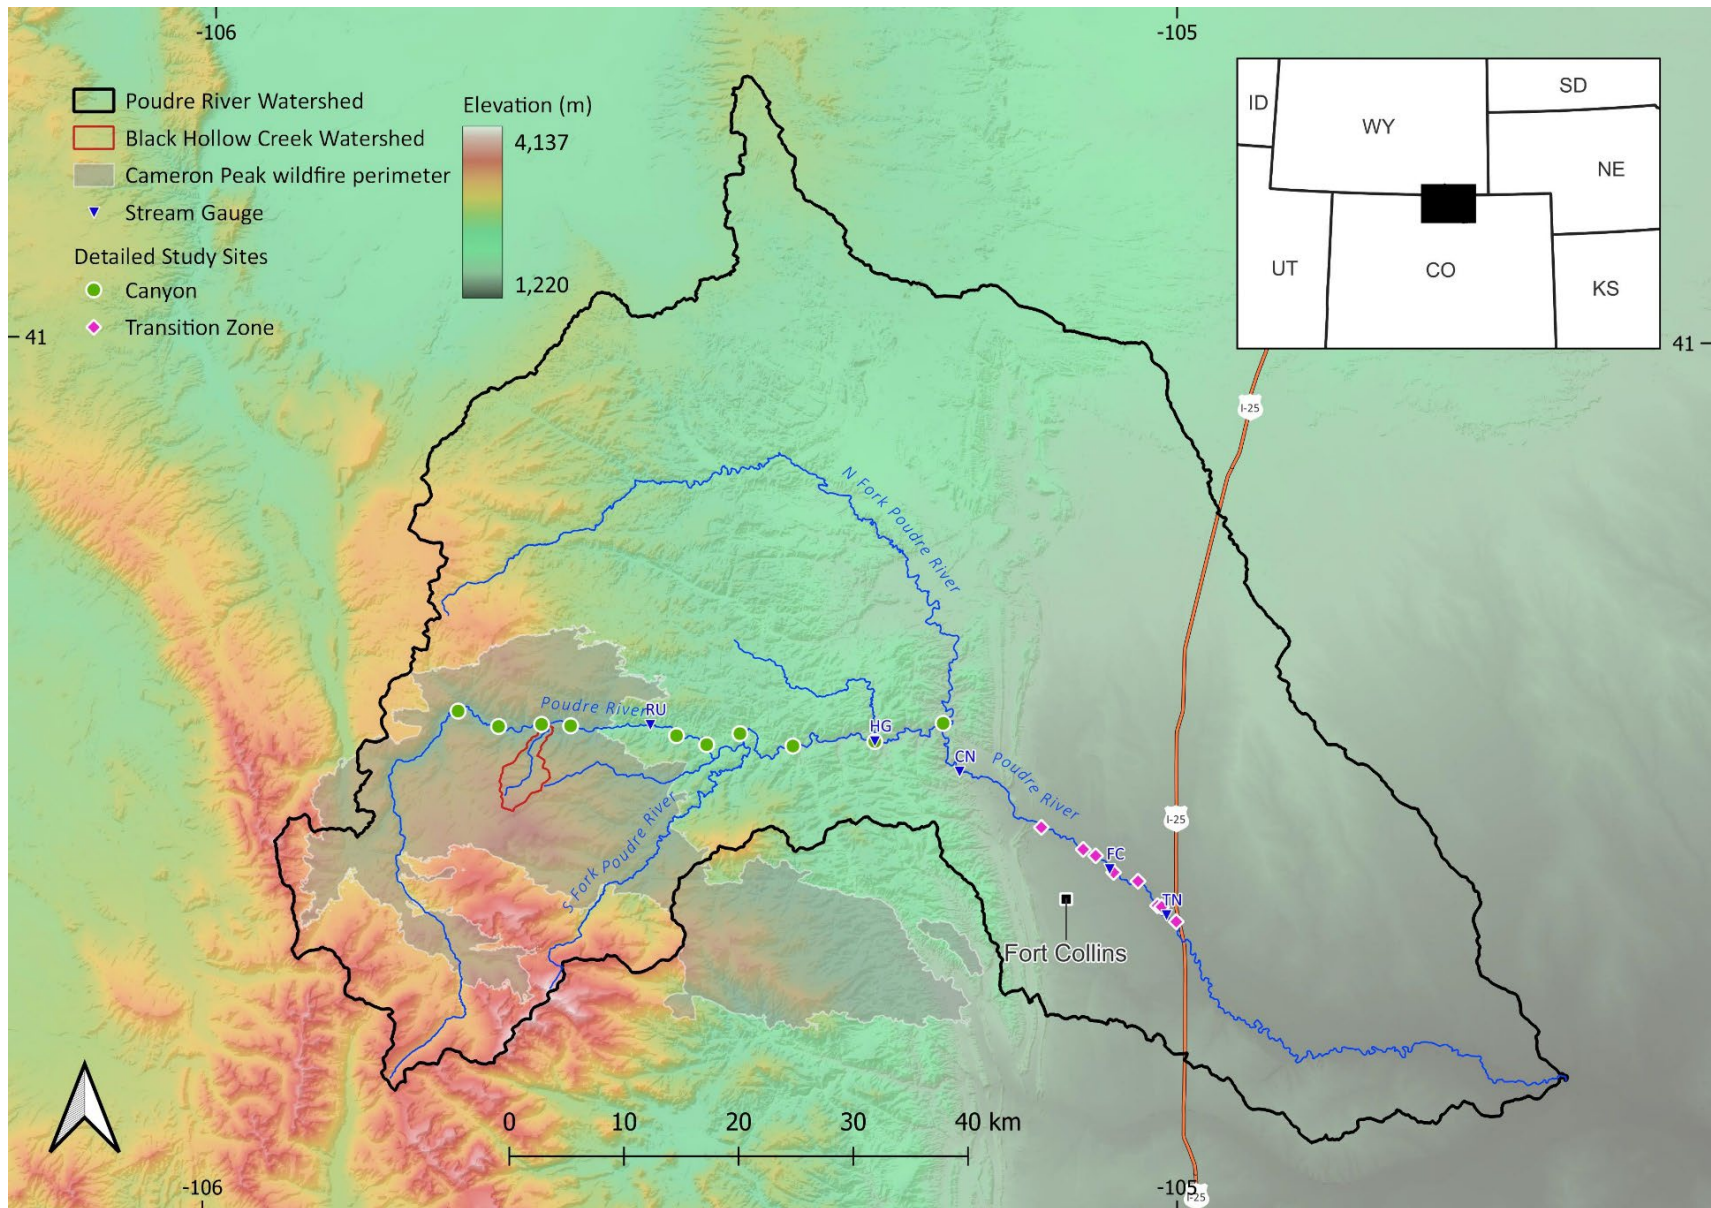 -106
-105
Poudre River Watershed
Black Hollow Creek Watershed
Cameron Peak wildfire perimeter
Stream Gauge
Detailed Study Sites
Canyon
Transition Zone
Elevation (m)
4,137
1,220
ID
WY
SD
NE
UT
CO
KS
41
41
I-25
N Fork Poudre River
Poudre River
RU
HG
CN
Poudre River
I-25
S Fork Poudre River
FC
TN
Fort Collins
0
10
20
30
40 km
-106
-105
I-25